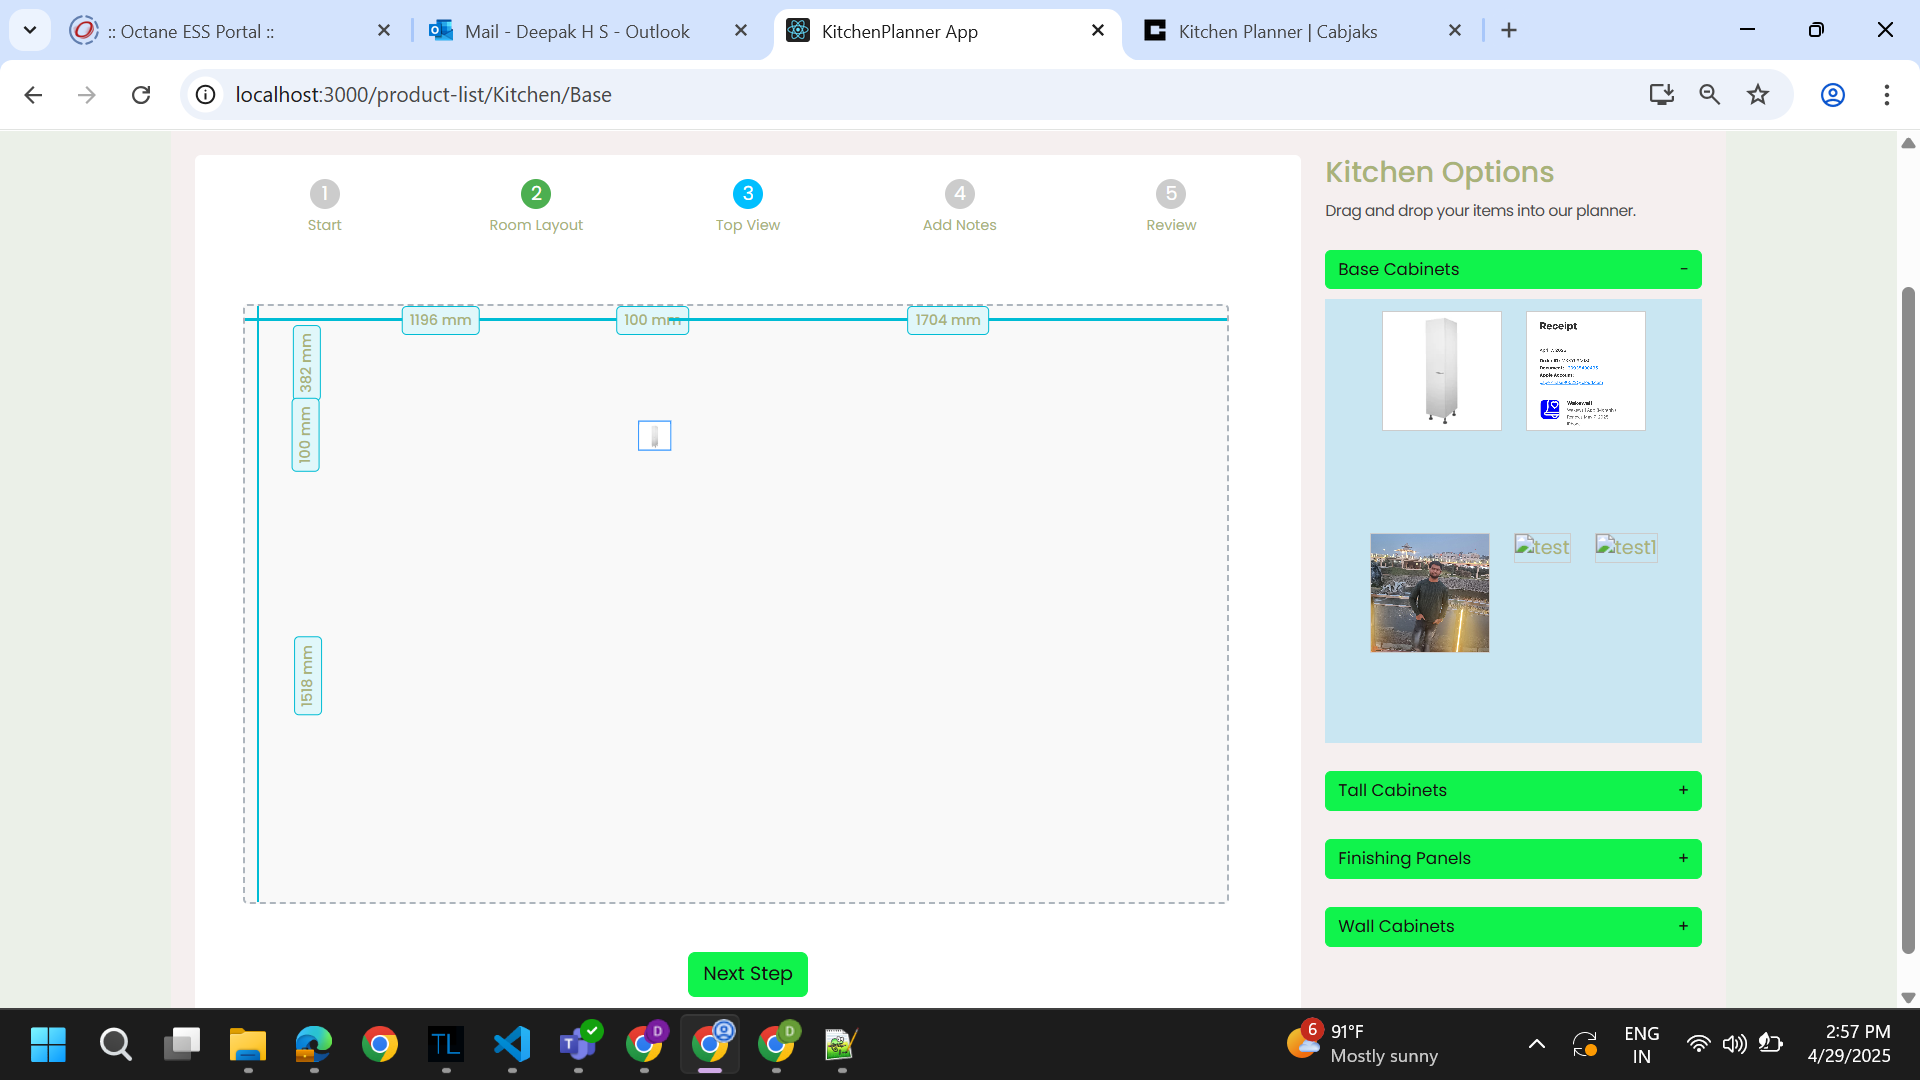 :: Octane ESS Portal ::
Mail - Deepak H S - Outlook
KitchenPlanner App
Kitchen Planner | Cabjaks
localhost:3000/product-list/Kitchen/Base
1
Start
2
Room Layout
3
Top View
4
Add Notes
5
Review
1196 mm
100 mm
1704 mm
382 mm
100 mm
1518 mm
Next Step
Kitchen Options
Drag and drop your items into our planner.
Base Cabinets -
Receipt
test
test1
Tall Cabinets +
Finishing Panels +
Wall Cabinets +
TL
D
D
6
91°F
Mostly sunny
ENG
IN
2:57 PM
4/29/2025